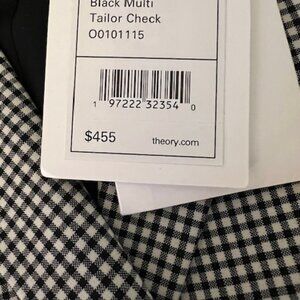 Black Multi
Tailor Check
O0101115
1 97222 32354 0
$455
theory.com